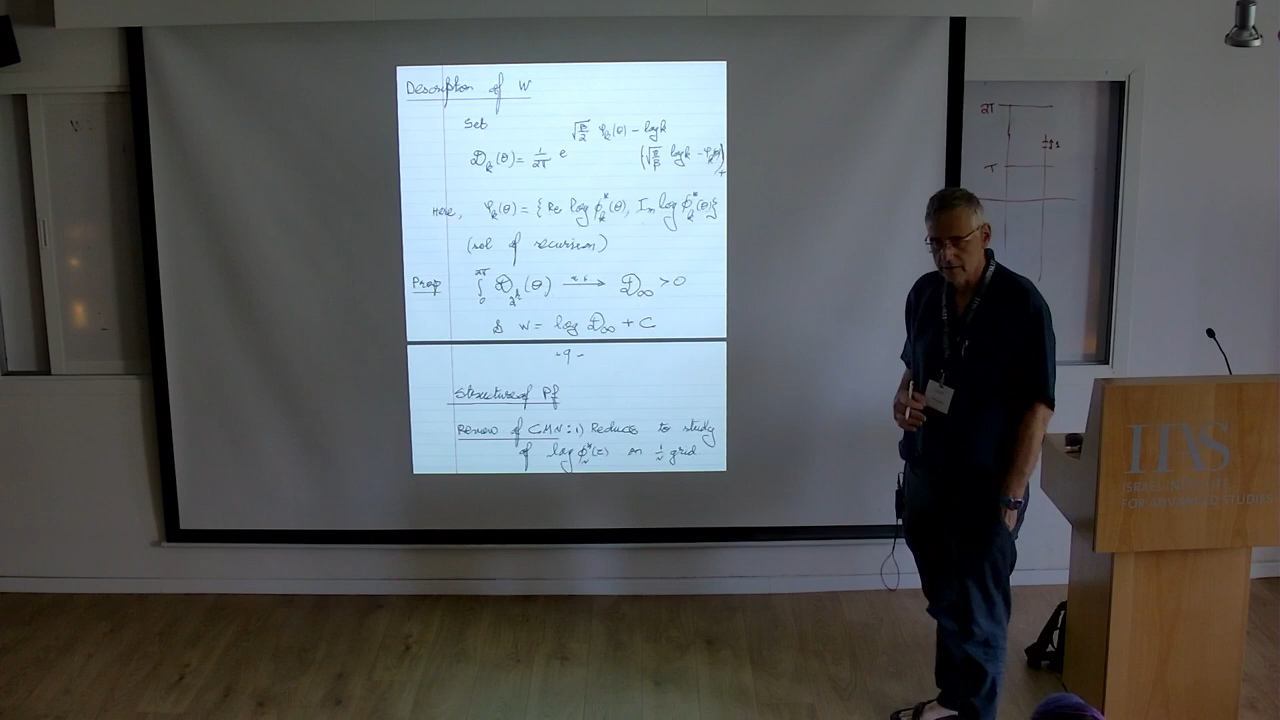 Description of W
Set
√(β/2) φ_k(θ) - log k
D_k(θ) = 1/2π e (√(2/β) log k - φ_k(θ))_+
Here, φ_k(θ) = {Re log ϕ*_k(θ), Im log ϕ*_k(θ)}
(sol of recursion)
Prop ∫_0^{2π} D_{2^k}(θ) → D_∞ > 0
& W = log D_∞ + C
-9-
Structure of Pf
Review of CMN: 1) Reduces to study
of log ϕ*_N(z) on 1/N grid
2π
π
IIAS
ISRAEL INSTITUTE
FOR ADVANCED STUDIES